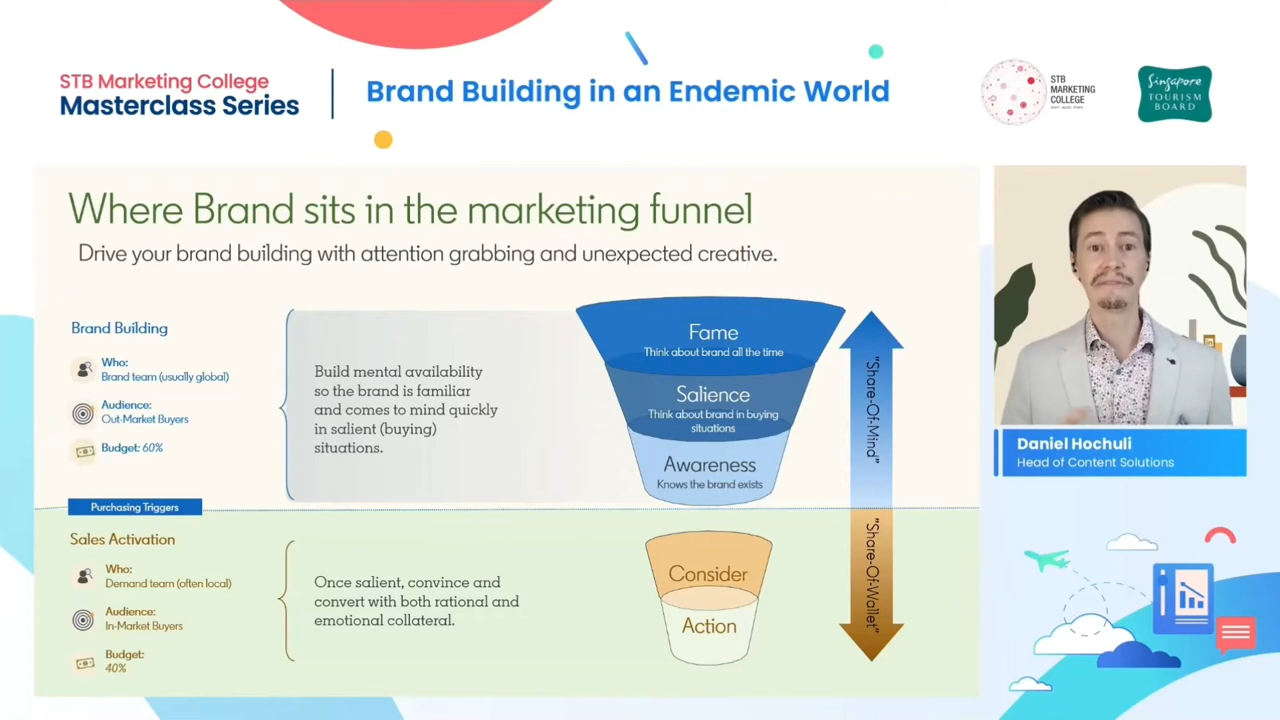 STB Marketing College
Masterclass Series
Brand Building in an Endemic World
STB
MARKETING
COLLEGE
Singapore
TOURISM
BOARD
Where Brand sits in the marketing funnel
Drive your brand building with attention grabbing and unexpected creative.
Brand Building
Who:
Brand team (usually global)
Audience:
Out-Market Buyers
Budget: 60%
Build mental availability
so the brand is familiar
and comes to mind quickly
in salient (buying)
situations.
Fame
Think about brand all the time
Salience
Think about brand in buying
situations
Awareness
Knows the brand exists
"Share-Of-Mind"
Purchasing Triggers
Sales Activation
Who:
Demand team (often local)
Audience:
In-Market Buyers
Budget:
40%
Once salient, convince and
convert with both rational and
emotional collateral.
Consider
Action
"Share-Of-Wallet"
in
Daniel Hochuli
Head of Content Solutions